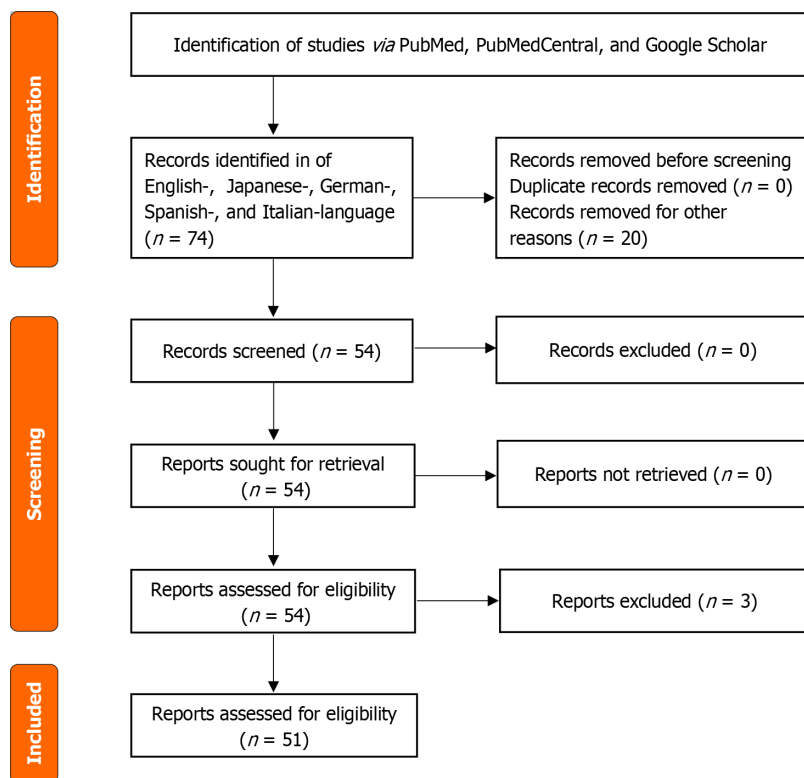 Identification
Identification of studies via PubMed, PubMedCentral, and Google Scholar
Records identified in of
English-, Japanese-, German-,
Spanish-, and Italian-language
(n = 74)
Records removed before screening
Duplicate records removed (n = 0)
Records removed for other
reasons (n = 20)
Screening
Records screened (n = 54)
Records excluded (n = 0)
Reports sought for retrieval
(n = 54)
Reports not retrieved (n = 0)
Reports assessed for eligibility
(n = 54)
Reports excluded (n = 3)
Included
Reports assessed for eligibility
(n = 51)